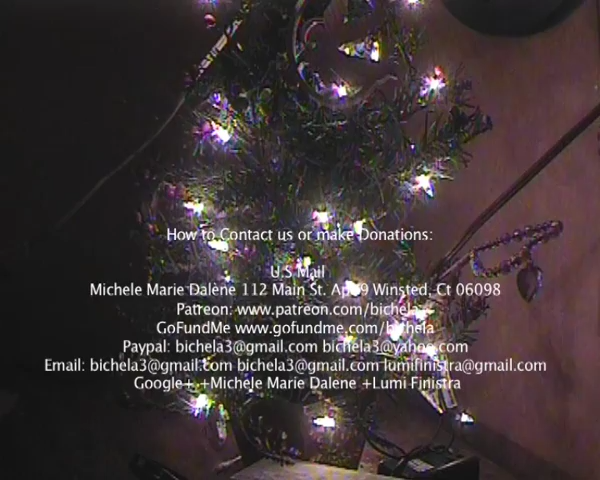 How to Contact us or make Donations:
U.S Mail
Michele Marie Dalene 112 Main St. Ap 9 Winsted, Ct 06098
Patreon: www.patreon.com/bichela
GoFundMe www.gofundme.com/
Paypal: bichela3@gmail.com bichela3@yahoo.com
Email: bichela3@gmail.com bichela3@gmail.com lumifinistra@gmail.com
Google+ +Michele Marie Dalene +Lumi Finistra